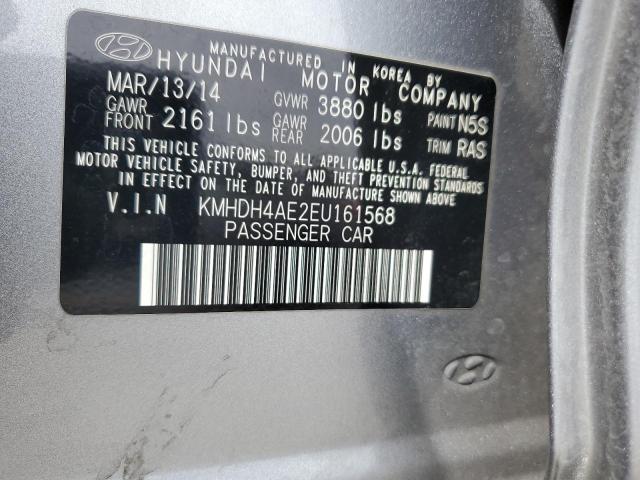 MANUFACTURED IN KOREA BY
HYUNDAI MOTOR COMPANY
MAR/13/14 GVWR 3880 lbs PAINT N5S
GAWR FRONT 2161 lbs GAWR REAR 2006 lbs TRIM RAS
THIS VEHICLE CONFORMS TO ALL APPLICABLE U.S.A. FEDERAL
MOTOR VEHICLE SAFETY, BUMPER, AND THEFT PREVENTION STANDARDS
IN EFFECT ON THE DATE OF MANUFACTURE SHOWN ABOVE
V.I.N KMHDH4AE2EU161568
PASSENGER CAR